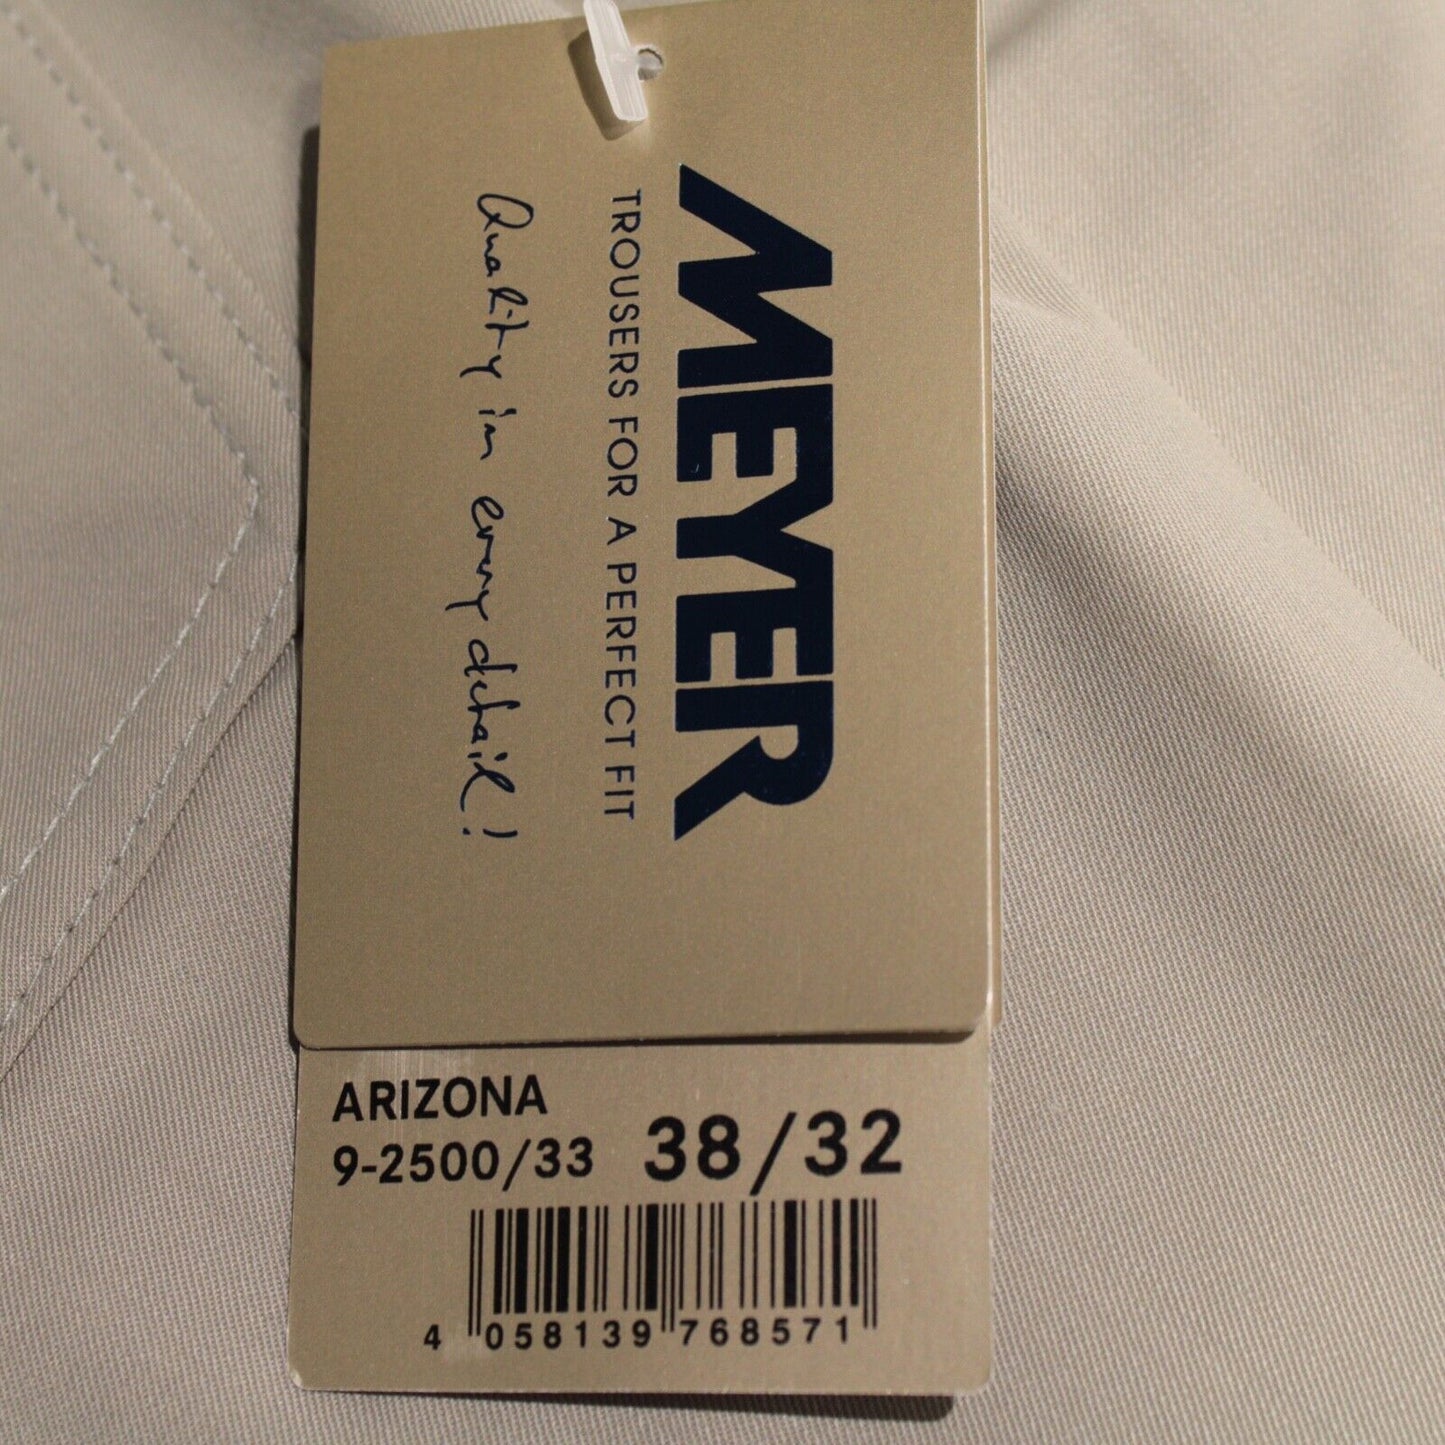 MEYER
TROUSERS FOR A PERFECT FIT
Quality in every detail!
ARIZONA
9-2500/33 38/32
4 058139 768571